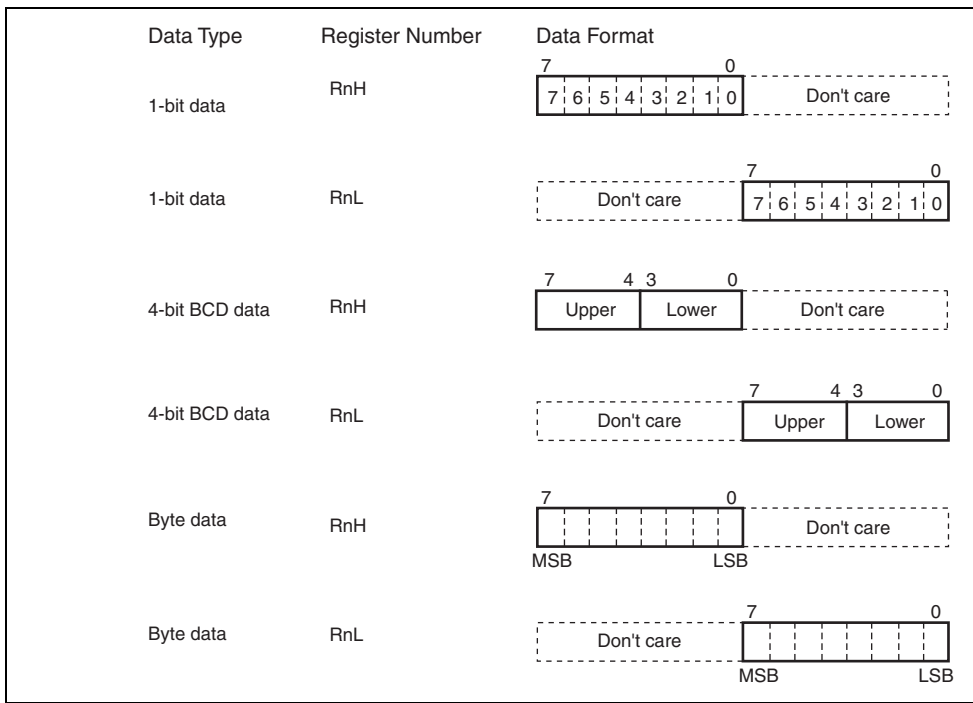 Data Type Register Number Data Format
7 0
1-bit data RnH 7 6 5 4 3 2 1 0 Don't care
7 0
1-bit data RnL Don't care 7 6 5 4 3 2 1 0
7 4 3 0
4-bit BCD data RnH Upper Lower Don't care
7 4 3 0
4-bit BCD data RnL Don't care Upper Lower
7 0
Byte data RnH Don't care
MSB LSB
7 0
Byte data RnL Don't care
MSB LSB